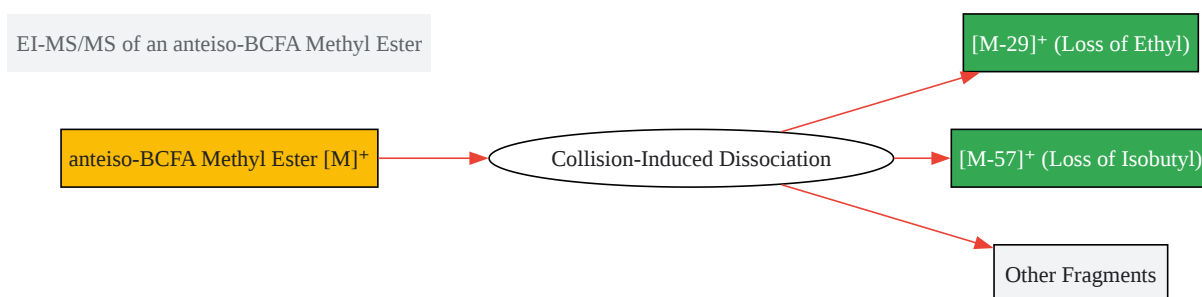 EI-MS/MS of an anteiso-BCFA Methyl Ester
[M-29]⁺ (Loss of Ethyl)
anteiso-BCFA Methyl Ester [M]⁺
Collision-Induced Dissociation
[M-57]⁺ (Loss of Isobutyl)
Other Fragments